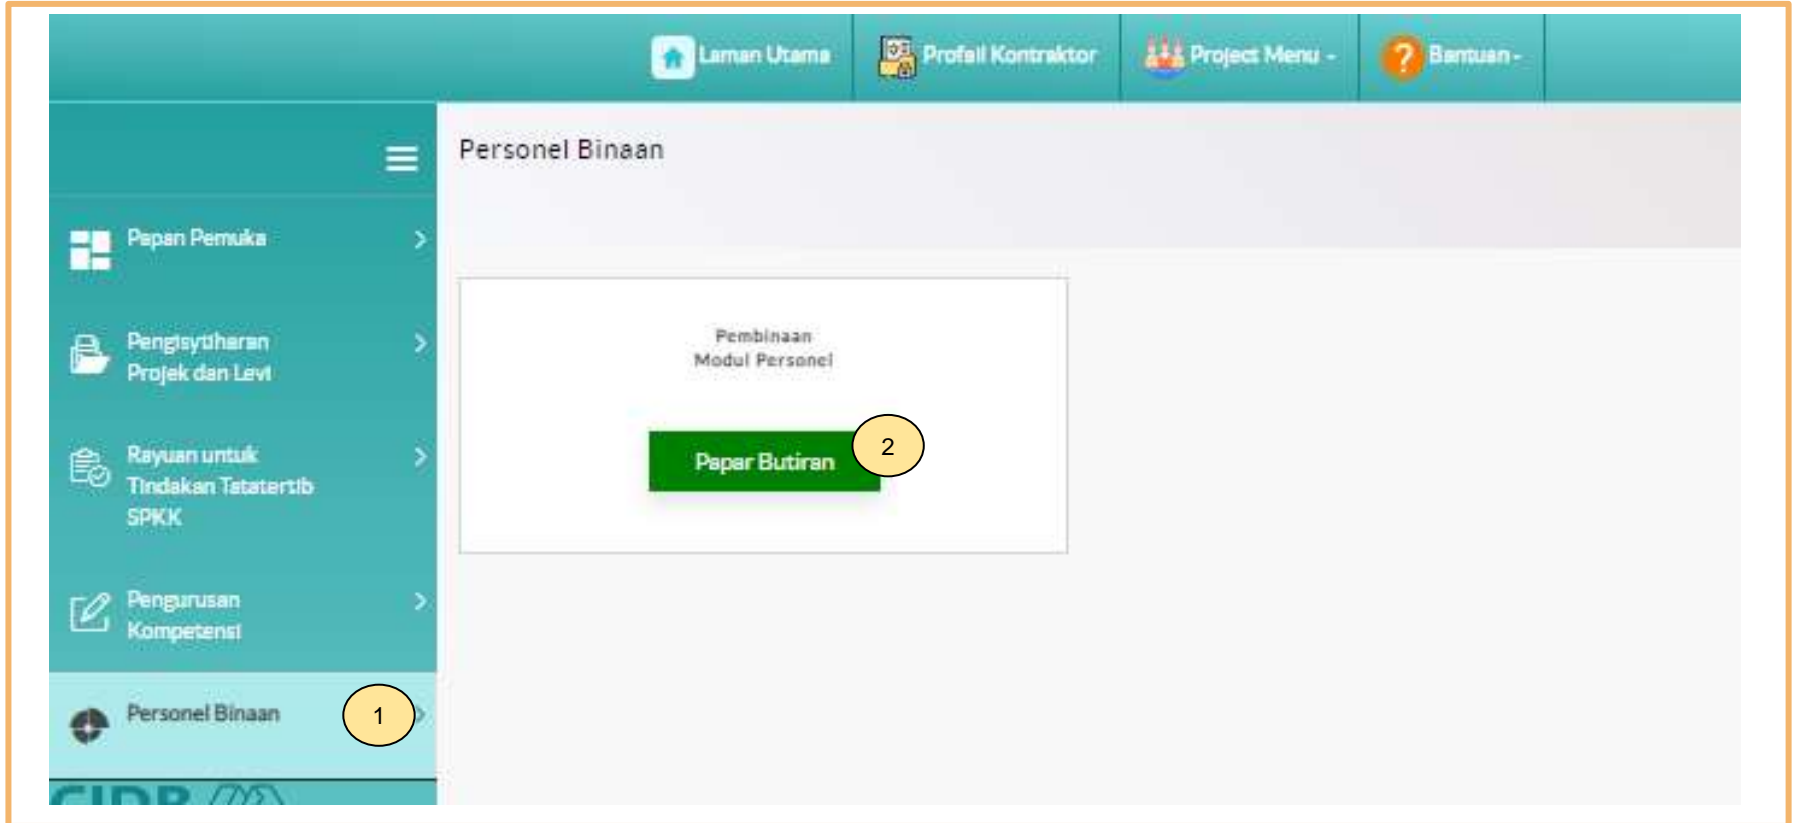 Laman Utama
Profail Kontraktor
Project Menu -
Bantuan -
Personel Binaan
Papan Pemuka
Pengisytiharan
Projek dan Levi
Rayuan untuk
Tindakan Tatatertib
SPKK
Pengurusan
Kompetensi
Personel Binaan
1
CIDB
Pembinaan
Modul Personel
Papar Butiran
2